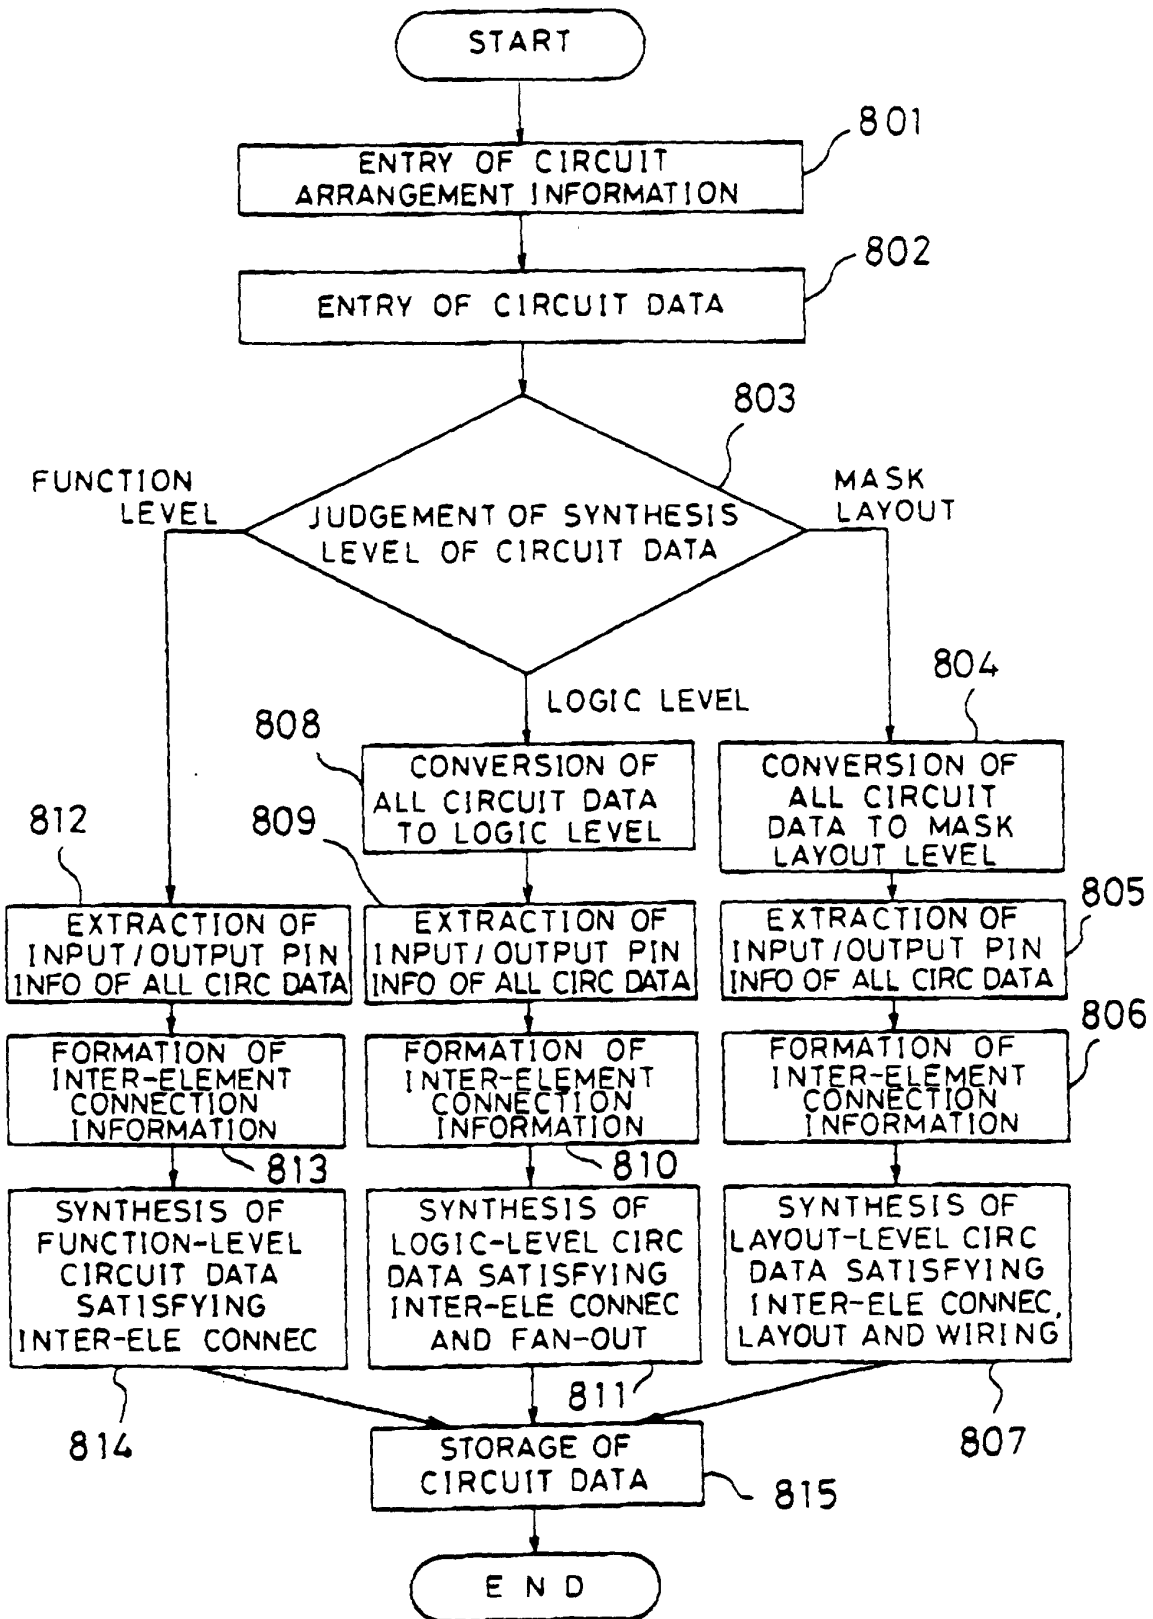 START
801
ENTRY OF CIRCUIT
ARRANGEMENT INFORMATION
802
ENTRY OF CIRCUIT DATA
803
FUNCTION
LEVEL
JUDGEMENT OF SYNTHESIS
LEVEL OF CIRCUIT DATA
MASK
LAYOUT
LOGIC LEVEL
804
808
CONVERSION OF
ALL CIRCUIT DATA
TO LOGIC LEVEL
CONVERSION OF
ALL CIRCUIT
DATA TO MASK
LAYOUT LEVEL
812
809
805
EXTRACTION OF
INPUT/OUTPUT PIN
INFO OF ALL CIRC DATA
EXTRACTION OF
INPUT/OUTPUT PIN
INFO OF ALL CIRC DATA
EXTRACTION OF
INPUT/OUTPUT PIN
INFO OF ALL CIRC DATA
806
FORMATION OF
INTER-ELEMENT
CONNECTION
INFORMATION
FORMATION OF
INTER-ELEMENT
CONNECTION
INFORMATION
FORMATION OF
INTER-ELEMENT
CONNECTION
INFORMATION
813
810
SYNTHESIS OF
FUNCTION-LEVEL
CIRCUIT DATA
SATISFYING
INTER-ELE CONNEC
SYNTHESIS OF
LOGIC-LEVEL CIRC
DATA SATISFYING
INTER-ELE CONNEC
AND FAN-OUT
SYNTHESIS OF
LAYOUT-LEVEL CIRC
DATA SATISFYING
INTER-ELE CONNEC,
LAYOUT AND WIRING
814
811
807
STORAGE OF
CIRCUIT DATA
815
END